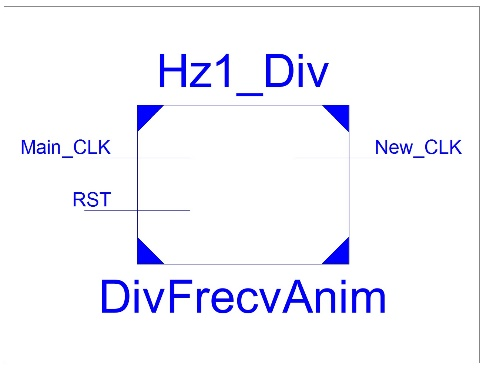 Hz1_Div
Main_CLK
New_CLK
RST
DivFrecvAnim